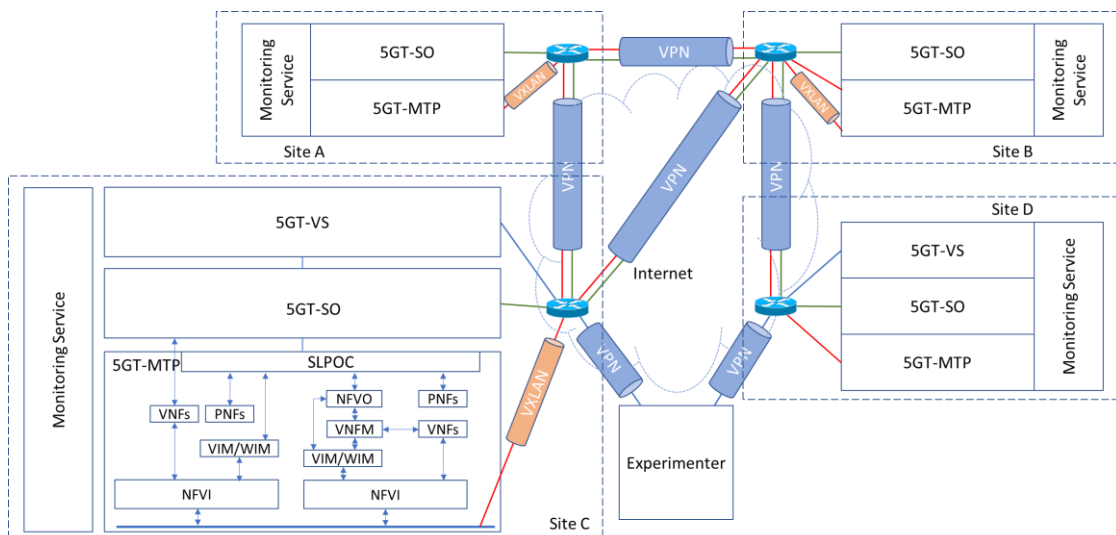 Monitoring
Service
5GT-SO
5GT-MTP
VXLAN
Site A
VPN
5GT-SO
5GT-MTP
VXLAN
Monitoring
Service
Site B
VPN
VPN
VPN
Internet
Monitoring Service
5GT-VS
5GT-SO
5GT-MTP
SLPOC
VNFs
PNFs
NFVO
PNFs
VNFM
VNFs
VIM/WIM
VIM/WIM
NFVI
NFVI
VXLAN
Site C
VPN
VPN
Experimenter
Site D
5GT-VS
5GT-SO
5GT-MTP
Monitoring Service